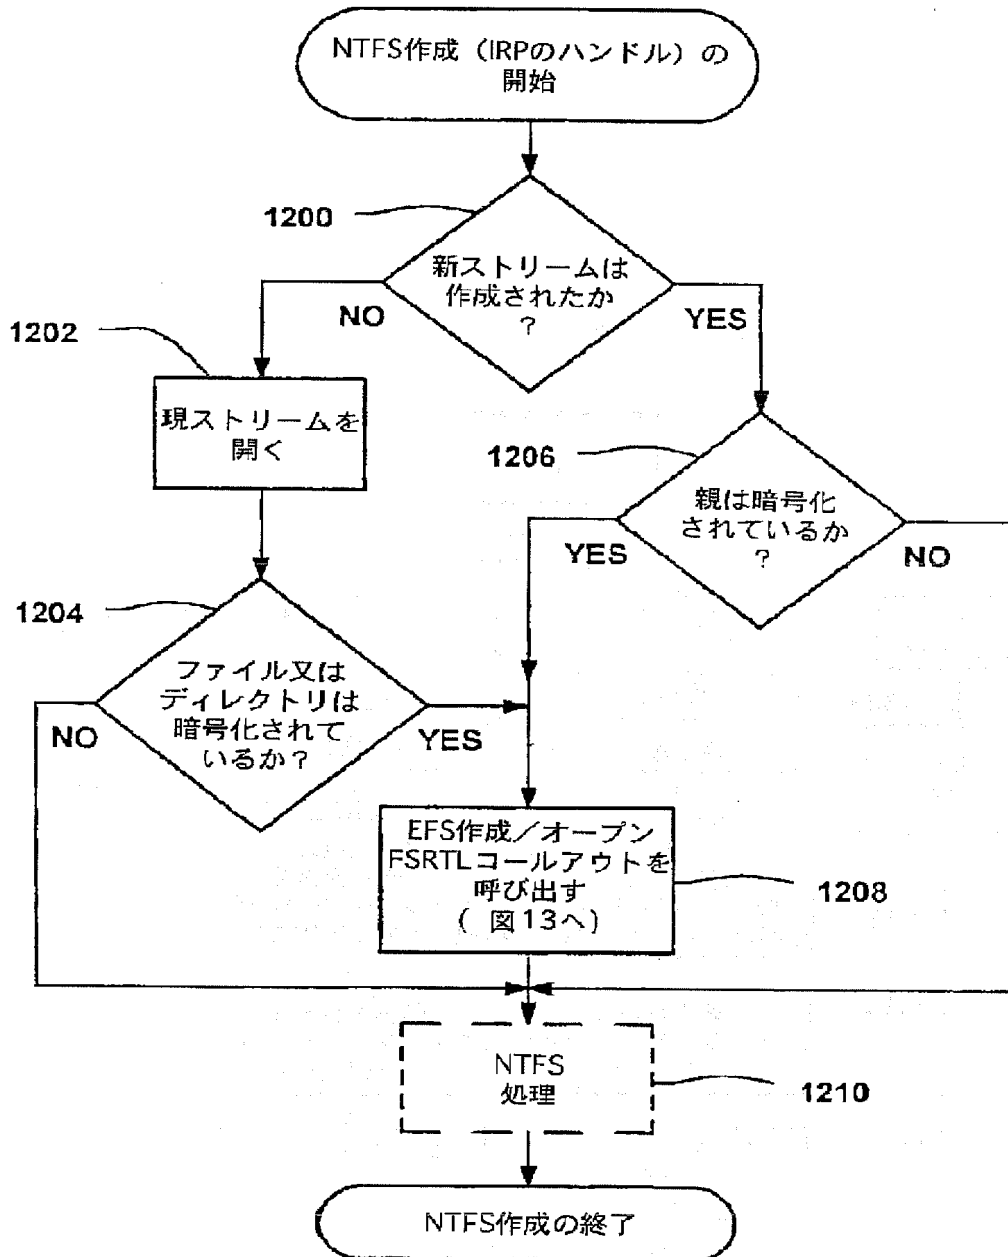 NTFS作成（IRPのハンドル）の
開始
1200
新ストリームは
作成されたか
？
NO
YES
1202
現ストリームを
開く
1206
親は暗号化
されているか
？
YES
NO
1204
ファイル又は
ディレクトリは
暗号化されて
いるか？
NO
YES
EFS作成／オープン
FSRTLコールアウトを
呼び出す
（ 図13へ）
1208
NTFS
処理
1210
NTFS作成の終了